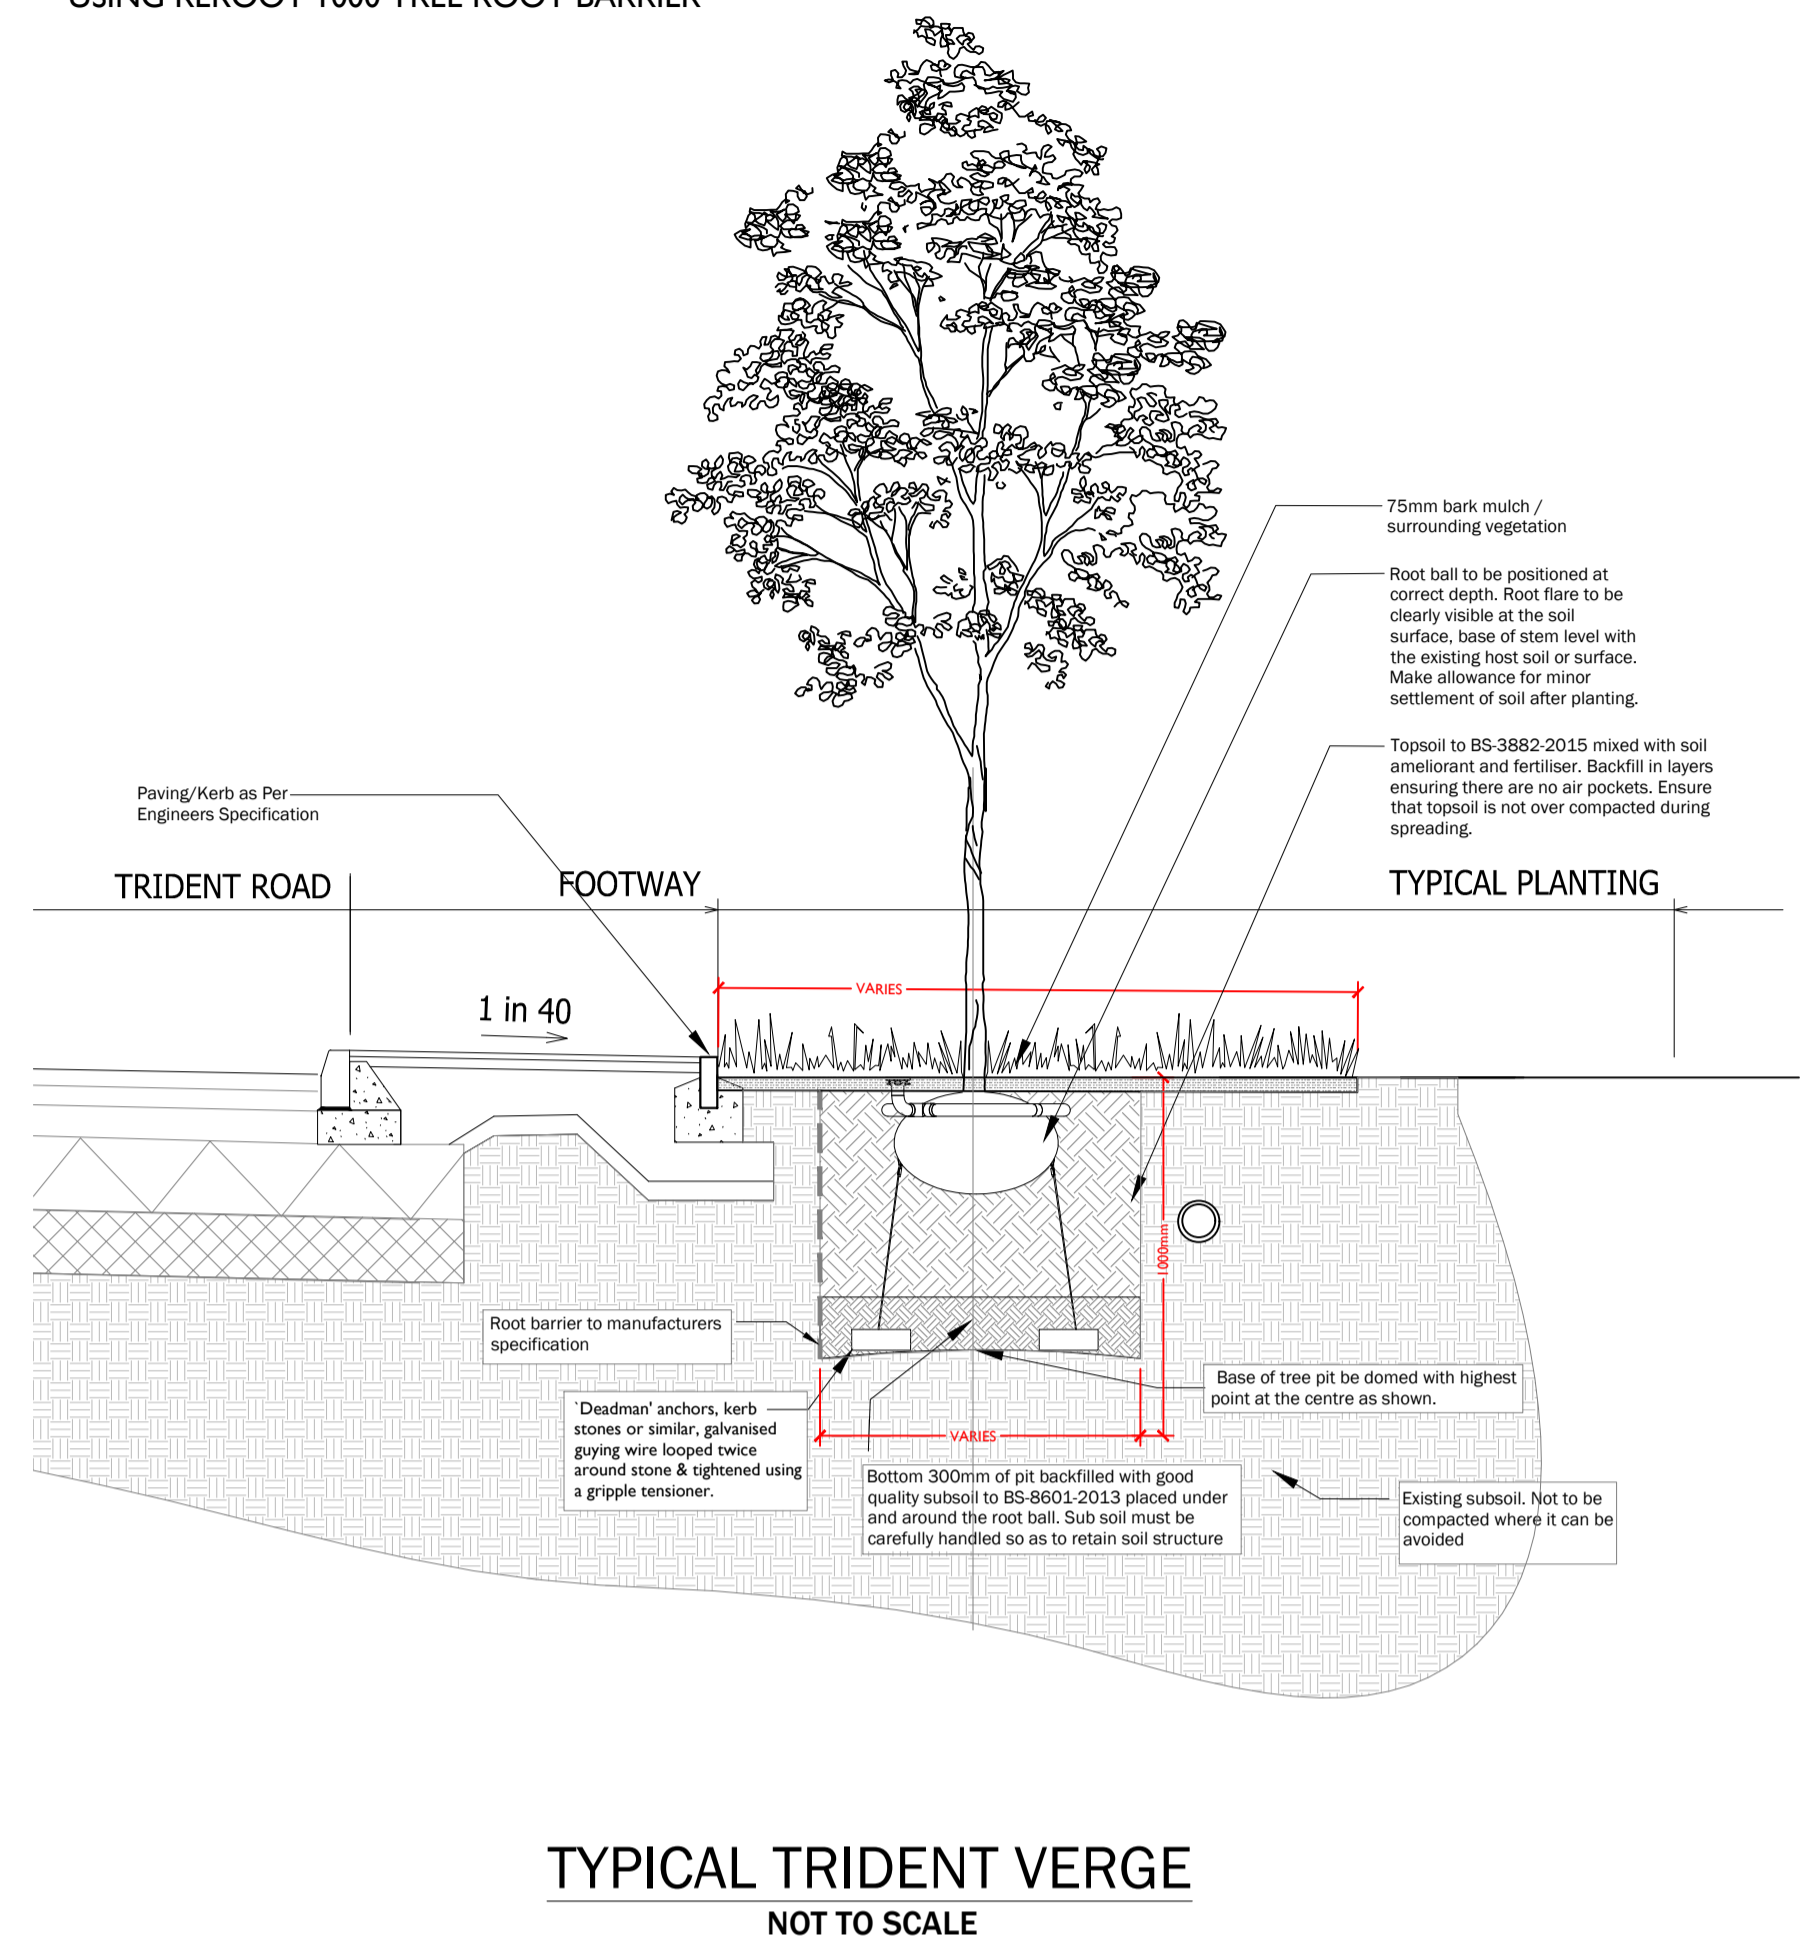 USING REROOT 1000 TREE ROOT BARRIER
75mm bark mulch /
surrounding vegetation
Root ball to be positioned at
correct depth. Root flare to be
clearly visible at the soil
surface, base of stem level with
the existing host soil or surface.
Make allowance for minor
settlement of soil after planting.
Topsoil to BS-3882-2015 mixed with soil
ameliorant and fertiliser. Backfill in layers
ensuring there are no air pockets. Ensure
that topsoil is not over compacted during
spreading.
Paving/Kerb as Per
Engineers Specification
TRIDENT ROAD
FOOTWAY
TYPICAL PLANTING
VARIES
1 in 40
1000mm
Root barrier to manufacturers
specification
Base of tree pit be domed with highest
point at the centre as shown.
`Deadman' anchors, kerb
stones or similar, galvanised
guying wire looped twice
around stone & tightened using
a gripple tensioner.
VARIES
Bottom 300mm of pit backfilled with good
quality subsoil to BS-8601-2013 placed under
and around the root ball. Sub soil must be
carefully handled so as to retain soil structure
Existing subsoil. Not to be
compacted where it can be
avoided
TYPICAL TRIDENT VERGE
NOT TO SCALE